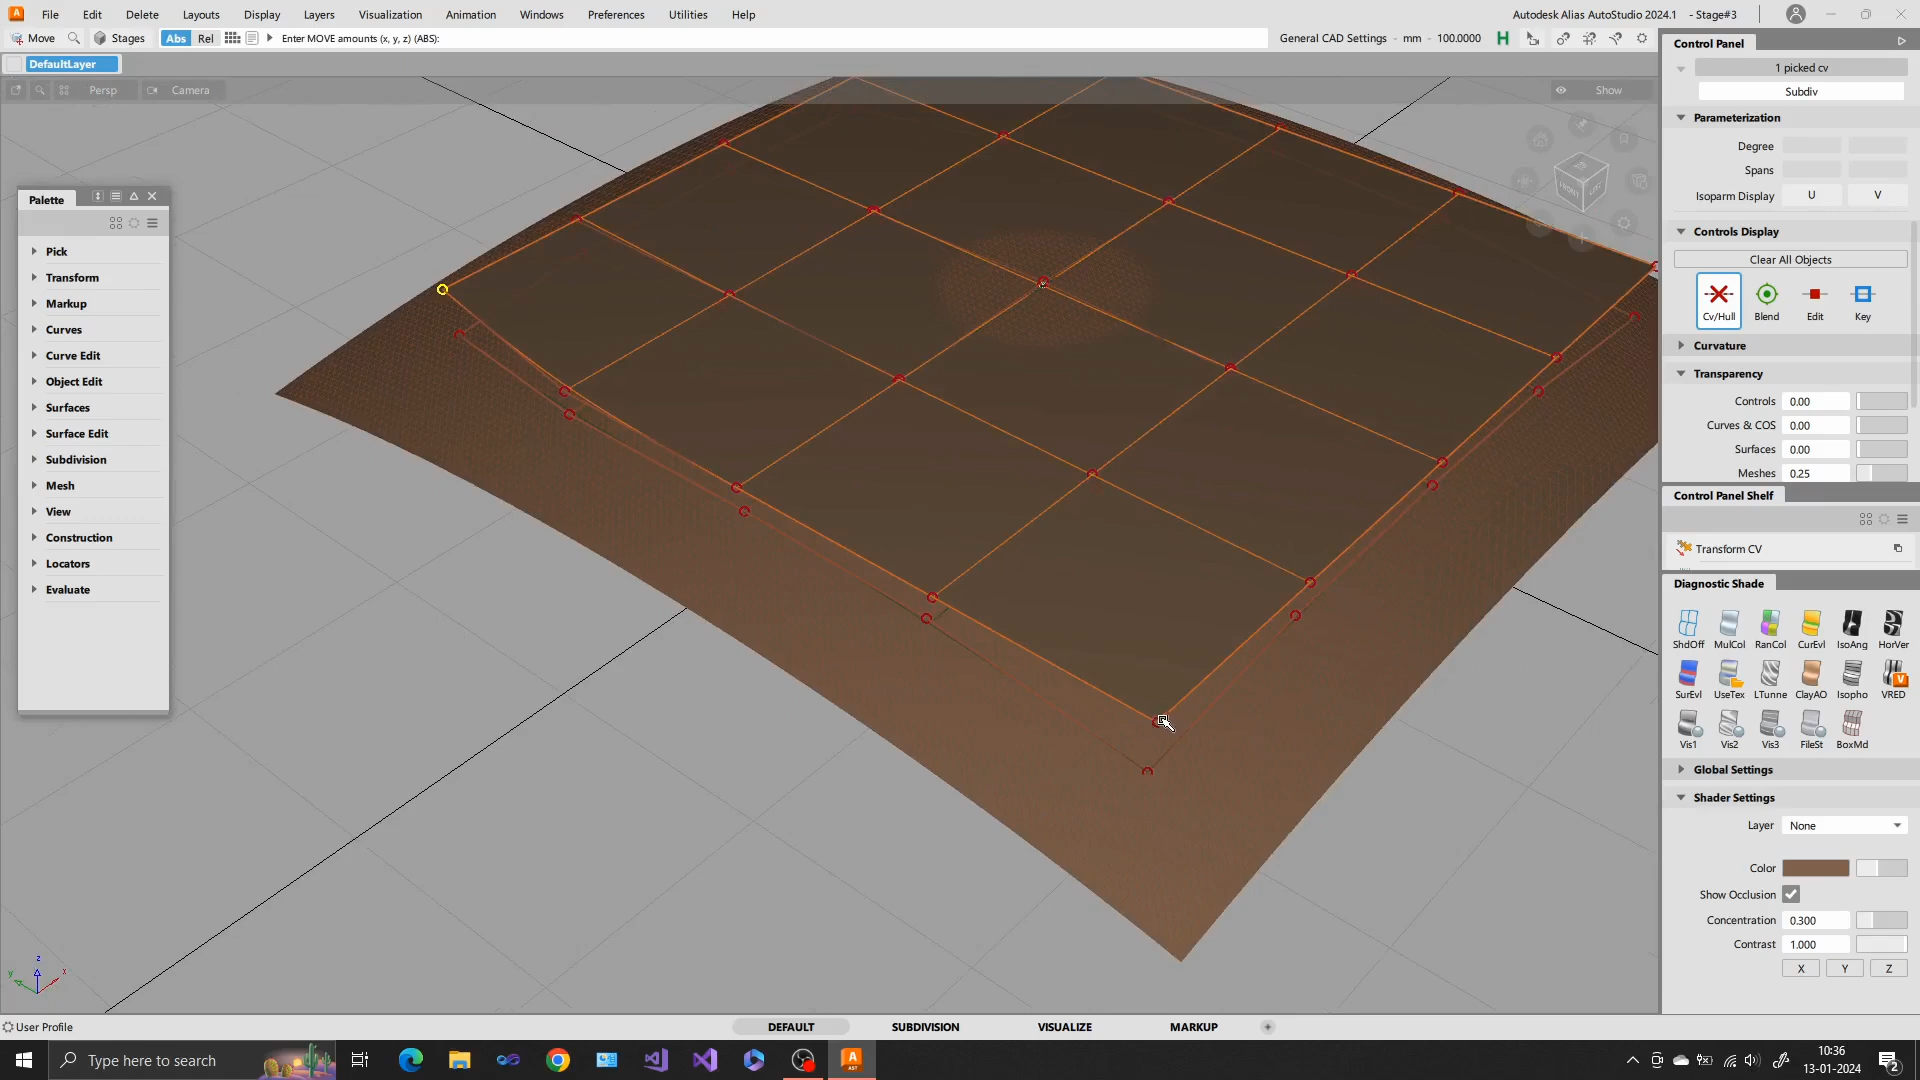 File Edit Delete Layouts Display Layers Visualization Animation Windows Preferences Utilities Help
Autodesk Alias AutoStudio 2024.1 - Stage#3
Move Stages Abs Rel Enter MOVE amounts (x, y, z) (ABS):
General CAD Settings - mm - 100.0000
DefaultLayer
Persp Camera Show
Palette
Pick
Transform
Markup
Curves
Curve Edit
Object Edit
Surfaces
Surface Edit
Subdivision
Mesh
View
Construction
Locators
Evaluate
FRONT
z
y
x
Control Panel
1 picked cv
Subdiv
Parameterization
Degree
Spans
Isoparm Display U V
Controls Display
Clear All Objects
Cv/Hull Blend Edit Key
Curvature
Transparency
Controls 0.00
Curves & COS 0.00
Surfaces 0.00
Meshes 0.25
Control Panel Shelf
Transform CV
Diagnostic Shade
ShdOff MulCol RanCol CurEvl IsoAng HorVer
SurEvl UseTex LTunne ClayAO Isopho VRED
Vis1 Vis2 Vis3 FileSt BoxMd
Global Settings
Shader Settings
Layer None
Color
Show Occlusion
Concentration 0.300
Contrast 1.000
X Y Z
User Profile
DEFAULT SUBDIVISION VISUALIZE MARKUP
Type here to search
10:36
13-01-2024
2